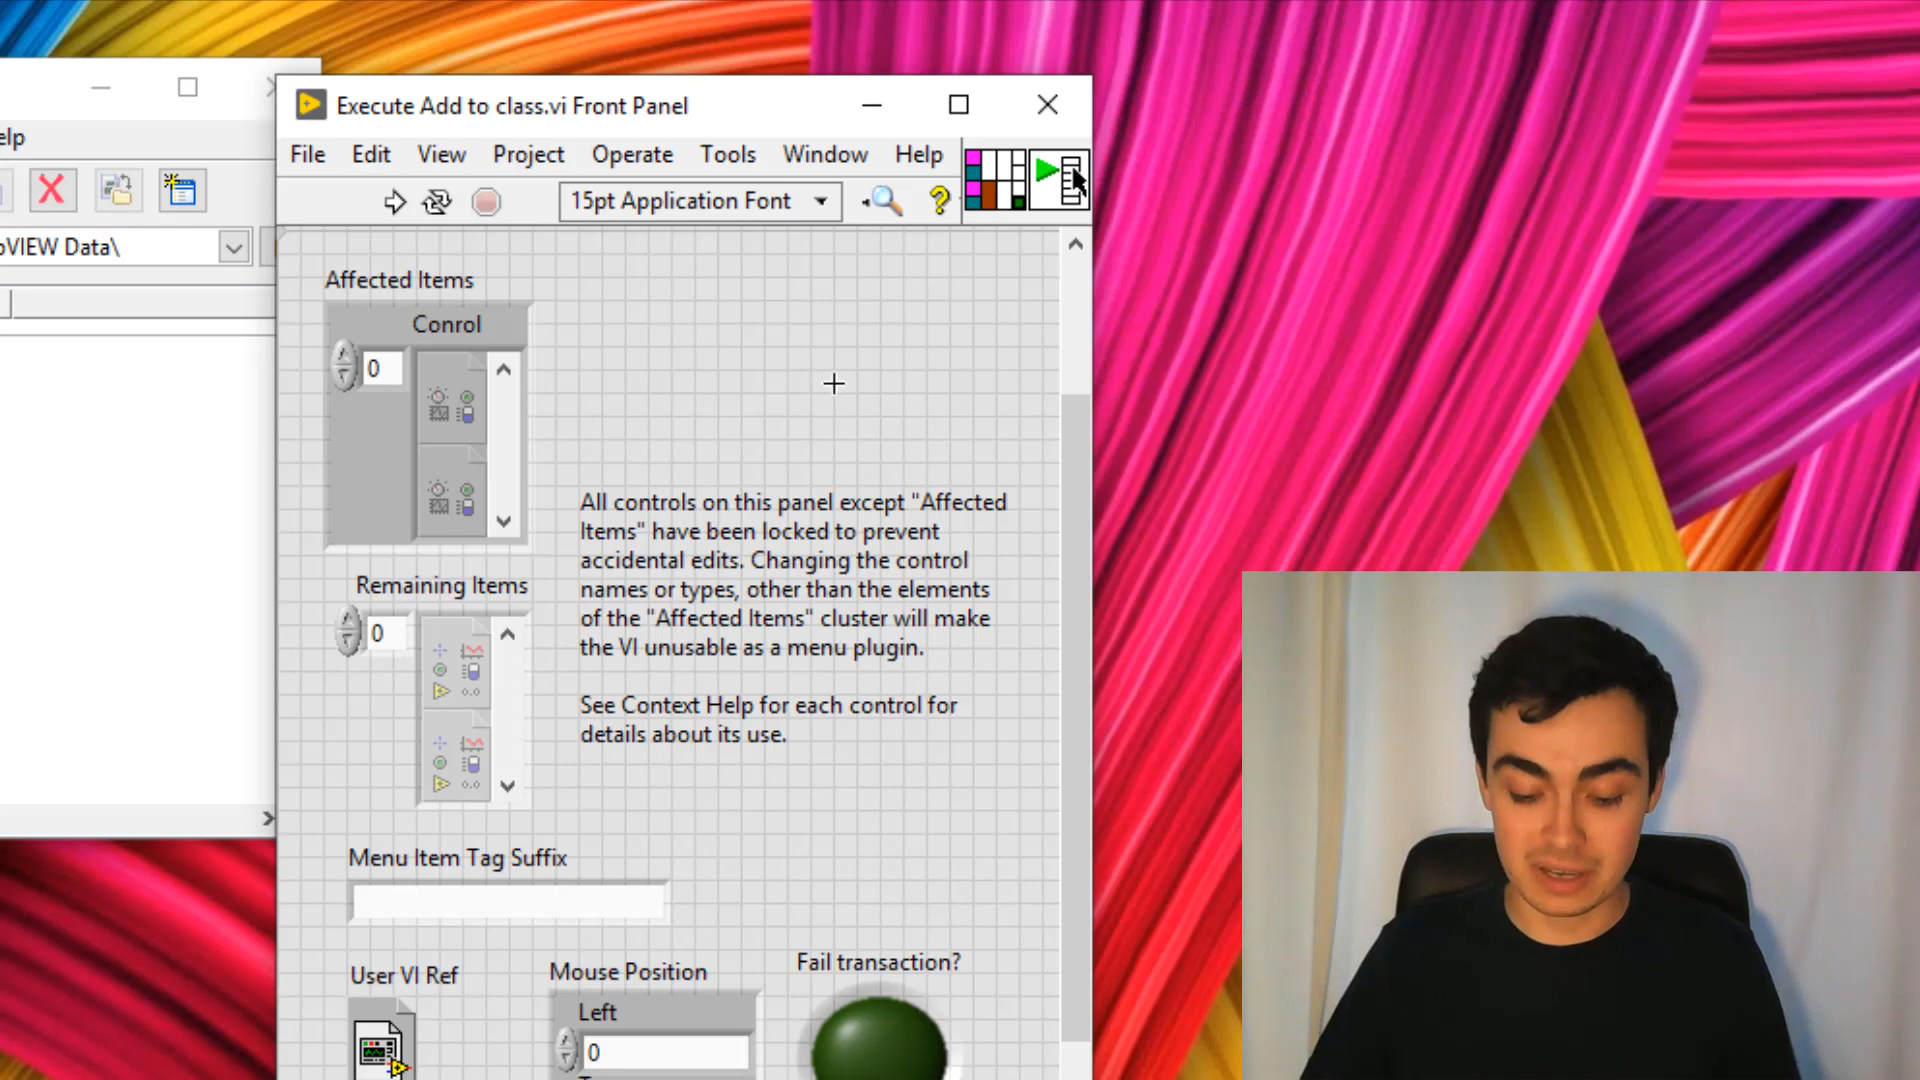 Execute Add to class.vi Front Panel
elp
File Edit View Project Operate Tools Window Help
15pt Application Font
?
VIEW Data\
Affected Items
Conrol
0
All controls on this panel except "Affected
Items" have been locked to prevent
accidental edits. Changing the control
names or types, other than the elements
of the "Affected Items" cluster will make
the VI unusable as a menu plugin.
See Context Help for each control for
details about its use.
Remaining Items
0
Menu Item Tag Suffix
User VI Ref
Mouse Position
Left
0
Fail transaction?